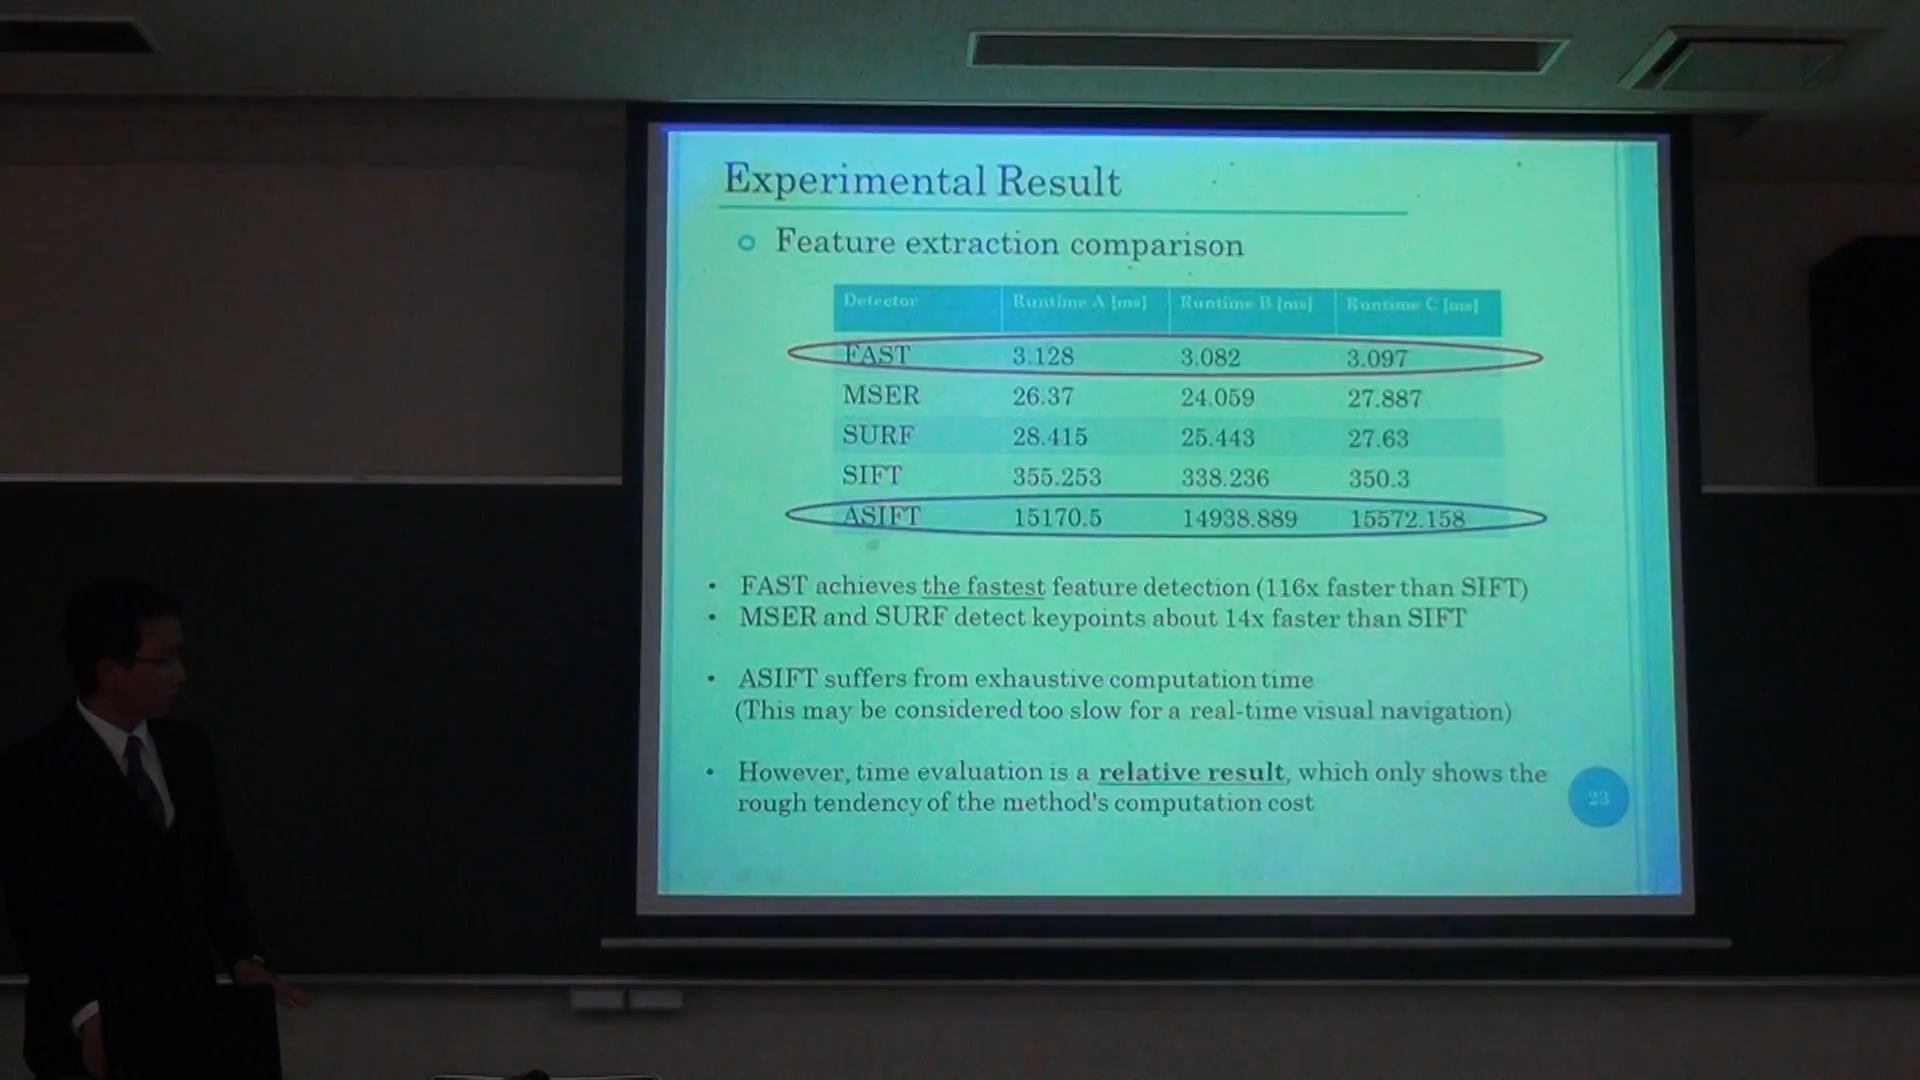 Experimental Result
Feature extraction comparison
Detector Runtime A [ms] Runtime B [ms] Runtime C [ms]
FAST 3.128 3.082 3.097
MSER 26.37 24.059 27.887
SURF 28.415 25.443 27.63
SIFT 355.253 338.236 350.3
ASIFT 15170.5 14938.889 15572.158
• FAST achieves the fastest feature detection (116x faster than SIFT)
• MSER and SURF detect keypoints about 14x faster than SIFT
• ASIFT suffers from exhaustive computation time
(This may be considered too slow for a real-time visual navigation)
• However, time evaluation is a relative result, which only shows the
rough tendency of the method's computation cost
23